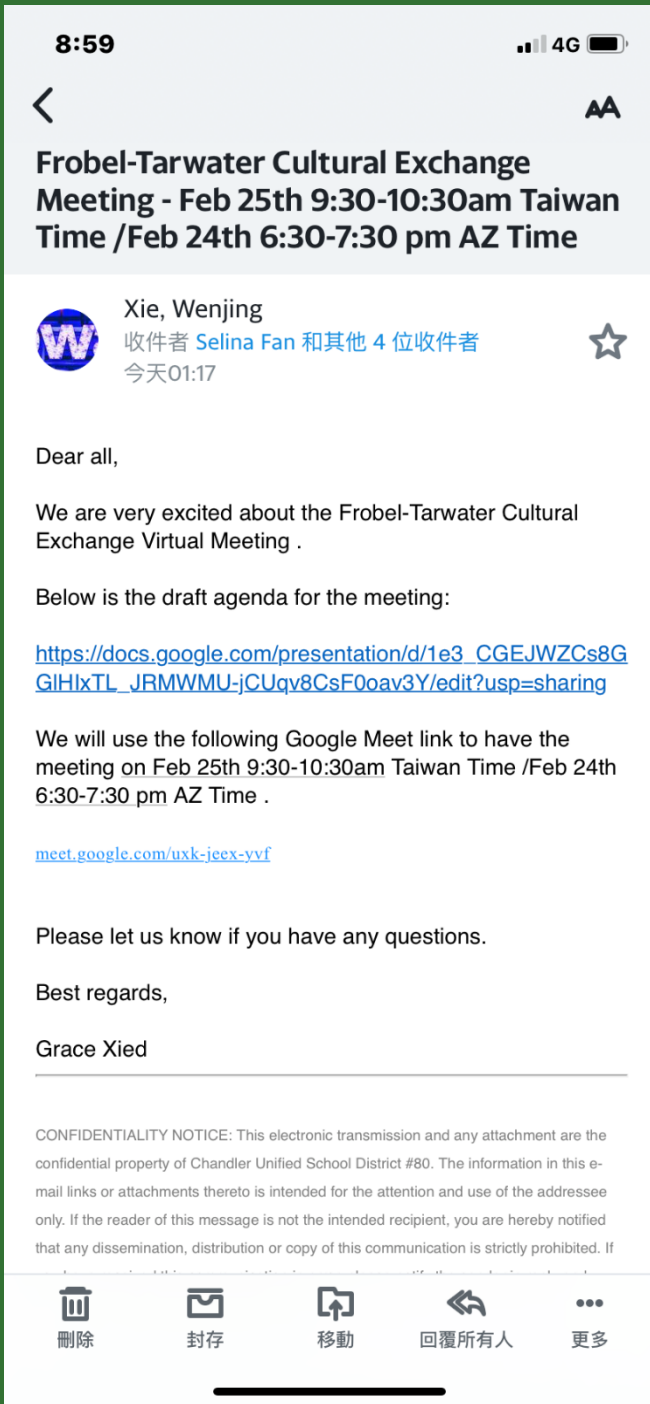 8:59
4G
AA
Frobel-Tarwater Cultural Exchange
Meeting - Feb 25th 9:30-10:30am Taiwan
Time /Feb 24th 6:30-7:30 pm AZ Time
W
Xie, Wenjing
收件者 Selina Fan 和其他 4 位收件者
今天01:17
Dear all,
We are very excited about the Frobel-Tarwater Cultural
Exchange Virtual Meeting .
Below is the draft agenda for the meeting:
https://docs.google.com/presentation/d/1e3_CGEJWZCs8G
GlHIxTL_JRMWMU-jCUqv8CsF0oav3Y/edit?usp=sharing
We will use the following Google Meet link to have the
meeting on Feb 25th 9:30-10:30am Taiwan Time /Feb 24th
6:30-7:30 pm AZ Time .
meet.google.com/uxk-jeex-yvf
Please let us know if you have any questions.
Best regards,
Grace Xied
CONFIDENTIALITY NOTICE: This electronic transmission and any attachment are the
confidential property of Chandler Unified School District #80. The information in this e-
mail links or attachments thereto is intended for the attention and use of the addressee
only. If the reader of this message is not the intended recipient, you are hereby notified
that any dissemination, distribution or copy of this communication is strictly prohibited. If
刪除
封存
移動
回覆所有人
更多